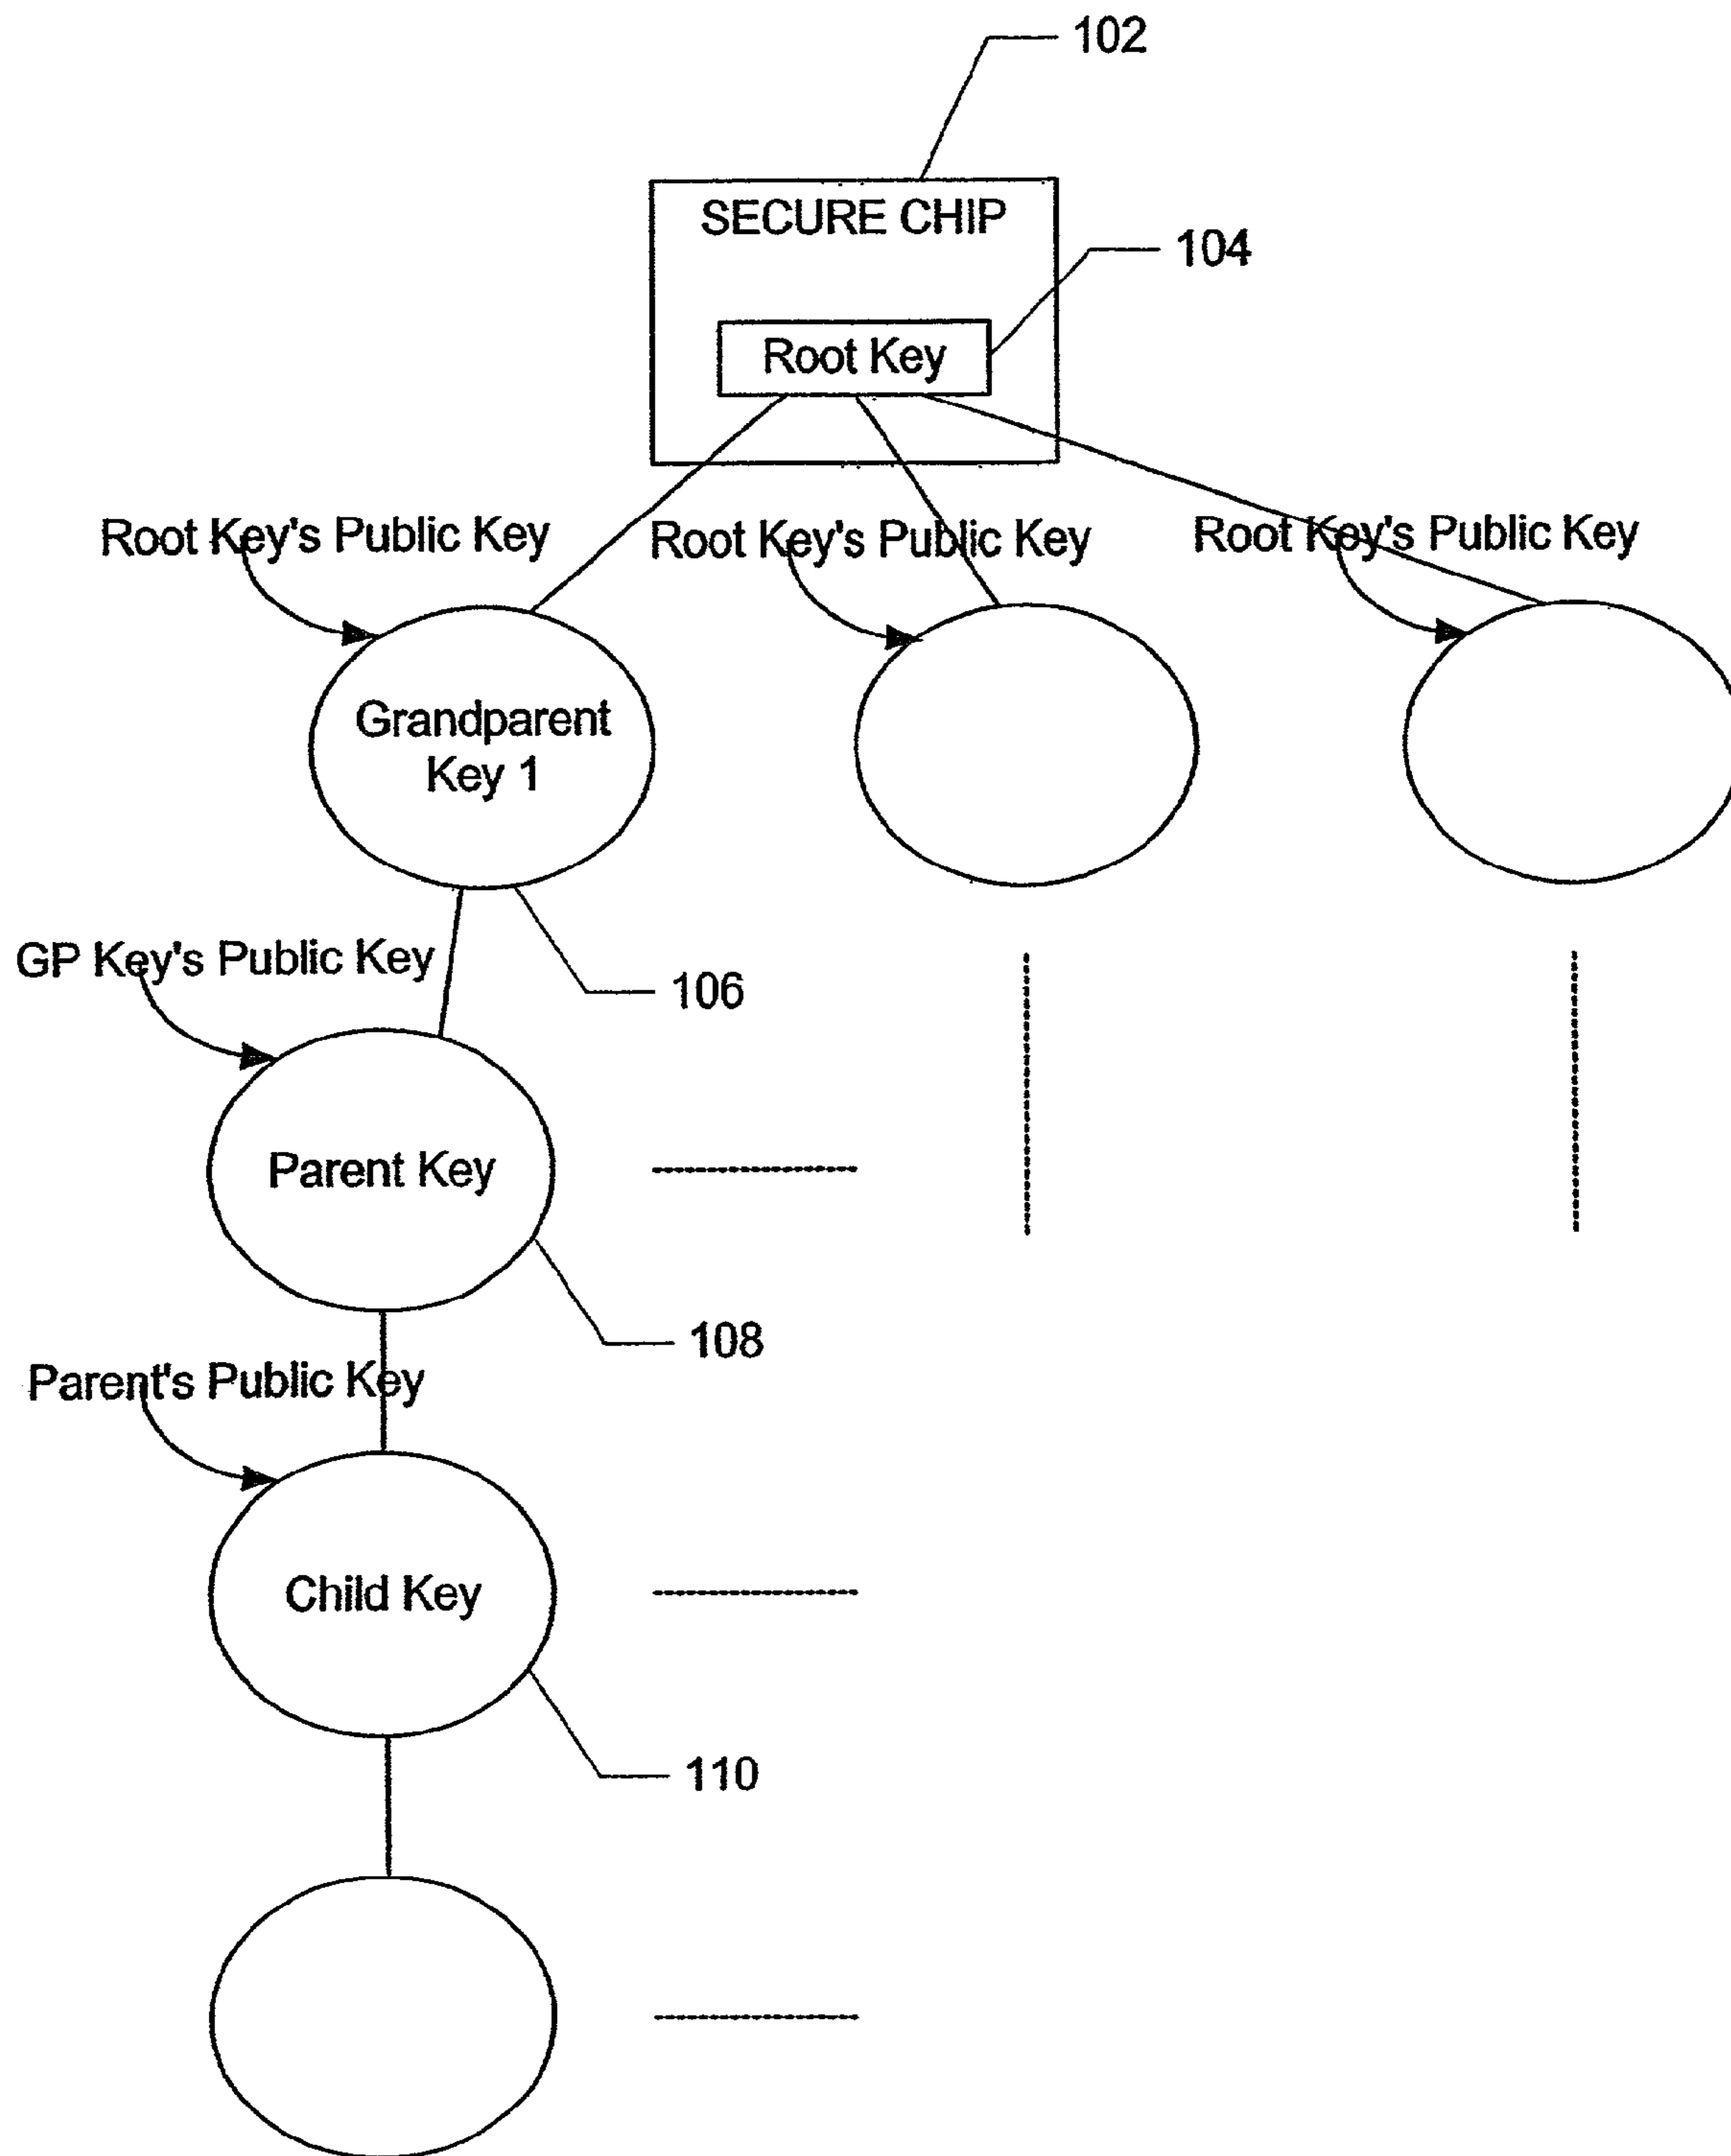 102
SECURE CHIP
104
Root Key
Root Key's Public Key
Root Key's Public Key
Root Key's Public Key
Grandparent
Key 1
GP Key's Public Key
106
Parent Key
108
Parent's Public Key
Child Key
110